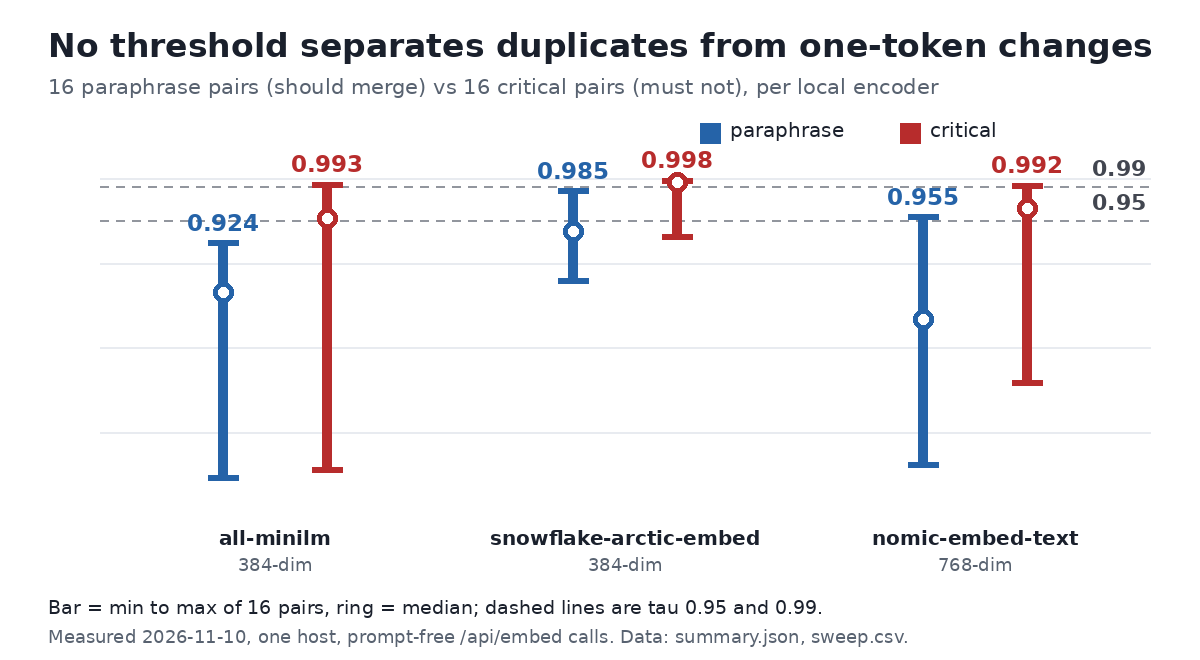 No threshold separates duplicates from one-token changes
16 paraphrase pairs (should merge) vs 16 critical pairs (must not), per local encoder
paraphrase
critical
0.924
0.993
0.985
0.998
0.955
0.992
0.99
0.95
all-minilm
384-dim
snowflake-arctic-embed
384-dim
nomic-embed-text
768-dim
Bar = min to max of 16 pairs, ring = median; dashed lines are tau 0.95 and 0.99.
Measured 2026-11-10, one host, prompt-free /api/embed calls. Data: summary.json, sweep.csv.